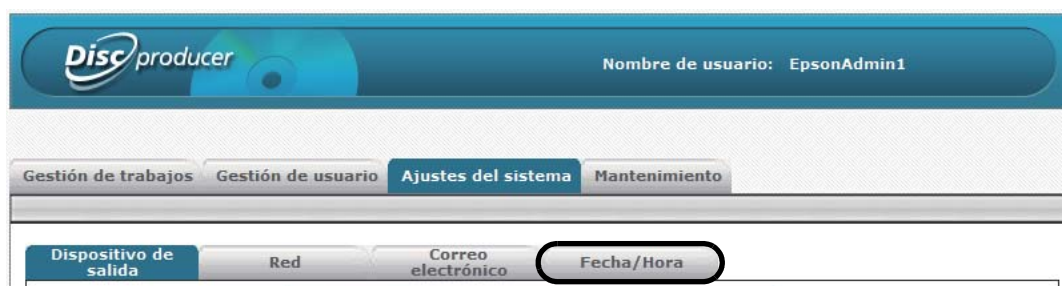 Disc producer
Nombre de usuario: EpsonAdmin1
Gestión de trabajos Gestión de usuario Ajustes del sistema Mantenimiento
Dispositivo de salida Red Correo electrónico Fecha/Hora